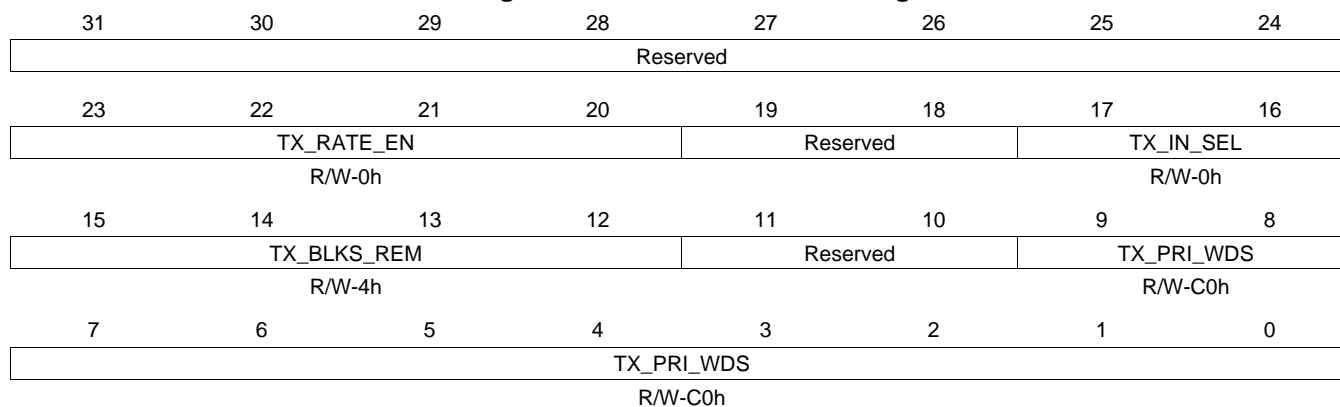 31 30 29 28 27 26 25 24
Reserved
23 22 21 20 19 18 17 16
TX_RATE_EN Reserved TX_IN_SEL
R/W-0h R/W-0h
15 14 13 12 11 10 9 8
TX_BLKS_REM Reserved TX_PRI_WDS
R/W-4h R/W-C0h
7 6 5 4 3 2 1 0
TX_PRI_WDS
R/W-C0h